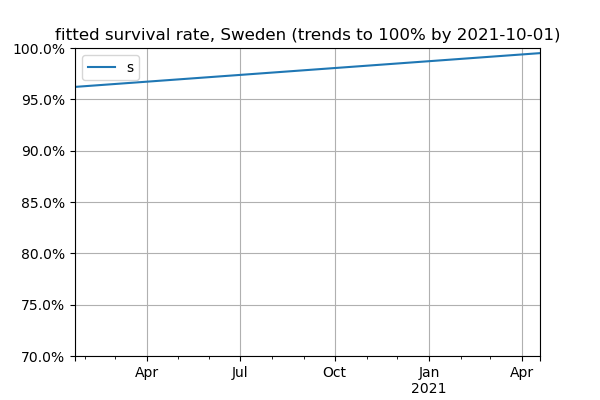 fitted survival rate, Sweden (trends to 100% by 2021-10-01)
100.0%
s
95.0%
90.0%
85.0%
80.0%
75.0%
70.0%
Apr Jul Oct Jan Apr
2021